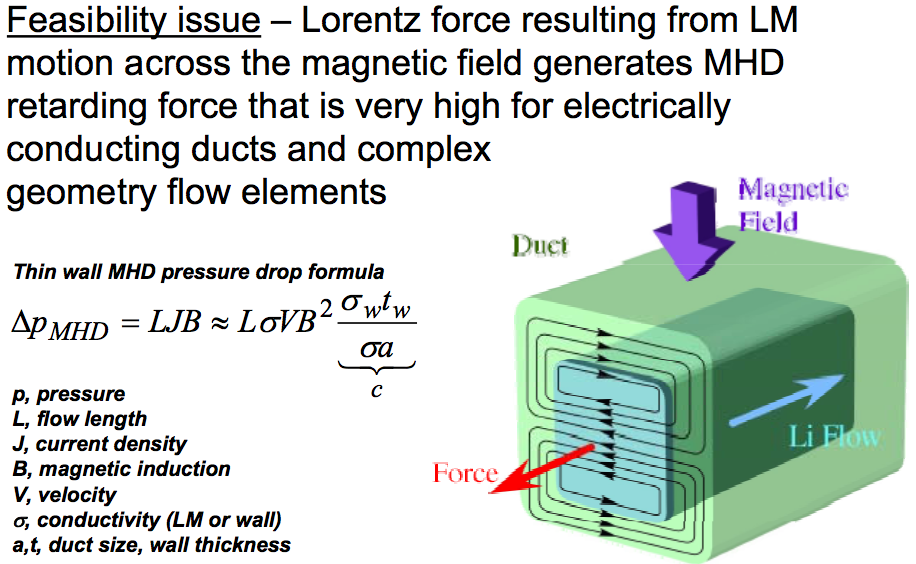 Feasibility issue – Lorentz force resulting from LM
motion across the magnetic field generates MHD
retarding force that is very high for electrically
conducting ducts and complex
geometry flow elements
Magnetic
Field
Duct
Thin wall MHD pressure drop formula
Δp_MHD = LJB ≈ LσVB² σ_w t_w / σa
c
p, pressure
L, flow length
J, current density
B, magnetic induction
V, velocity
σ, conductivity (LM or wall)
a,t, duct size, wall thickness
Li Flow
Force